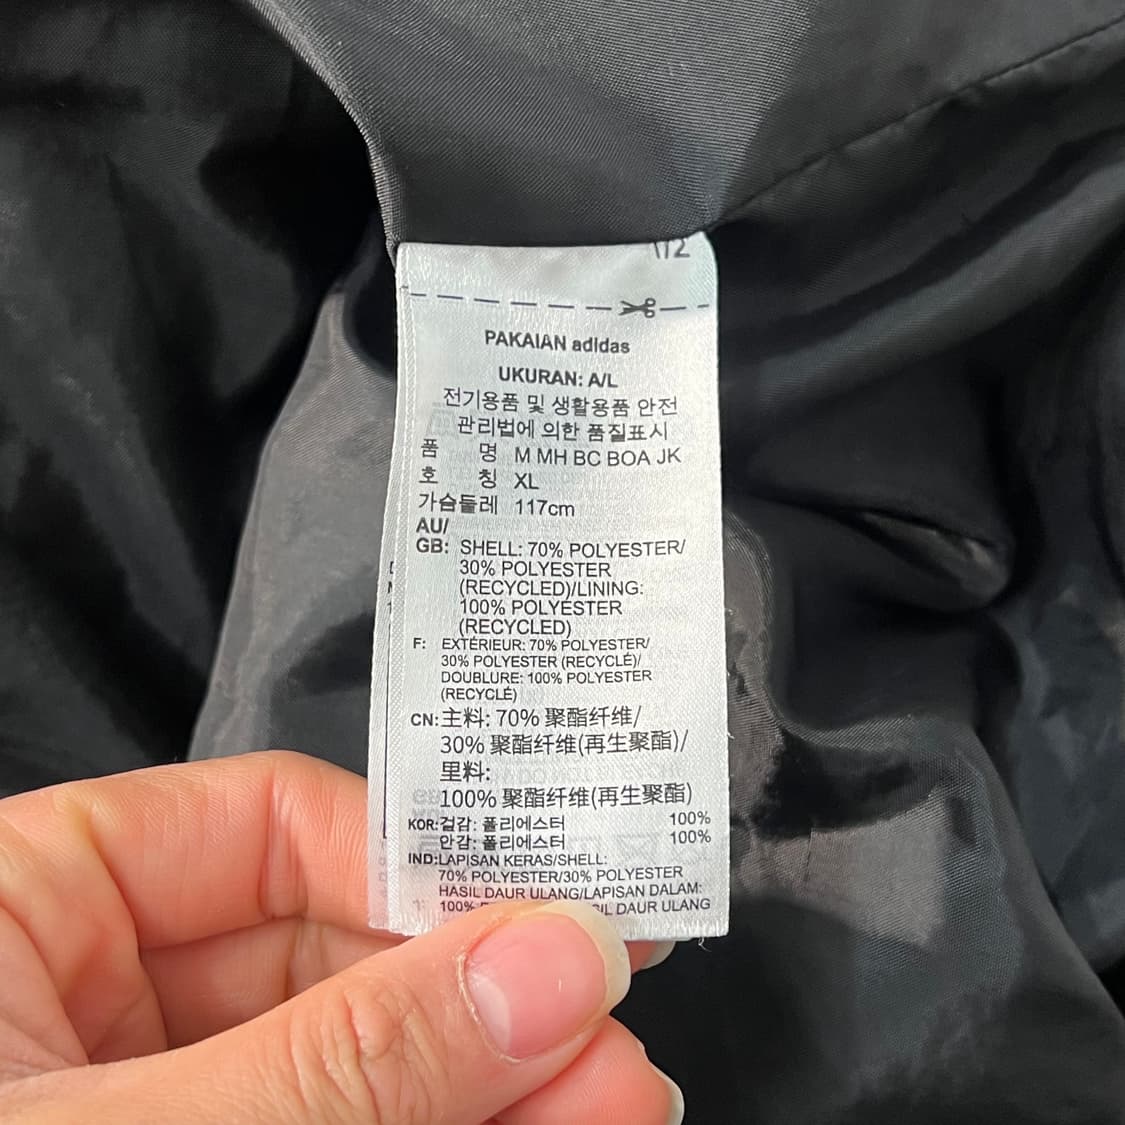 PAKAIAN adidas
UKURAN: A/L
전기용품 및 생활용품 안전
관리법에 의한 품질표시
품 명 M MH BC BOA JK
호 칭 XL
가슴둘레 117cm
AU/
GB: SHELL: 70% POLYESTER/
30% POLYESTER
(RECYCLED)/LINING:
100% POLYESTER
(RECYCLED)
F: EXTÉRIEUR: 70% POLYESTER/
30% POLYESTER (RECYCLÉ)/
DOUBLURE: 100% POLYESTER
(RECYCLÉ)
CN: 主料: 70% 聚酯纤维/
30% 聚酯纤维(再生聚酯)/
里料:
100% 聚酯纤维(再生聚酯)
KOR: 겉감: 폴리에스터 100%
안감: 폴리에스터 100%
IND: LAPISAN KERAS/SHELL:
70% POLYESTER/30% POLYESTER
HASIL DAUR ULANG/LAPISAN DALAM:
100% DAUR ULANG